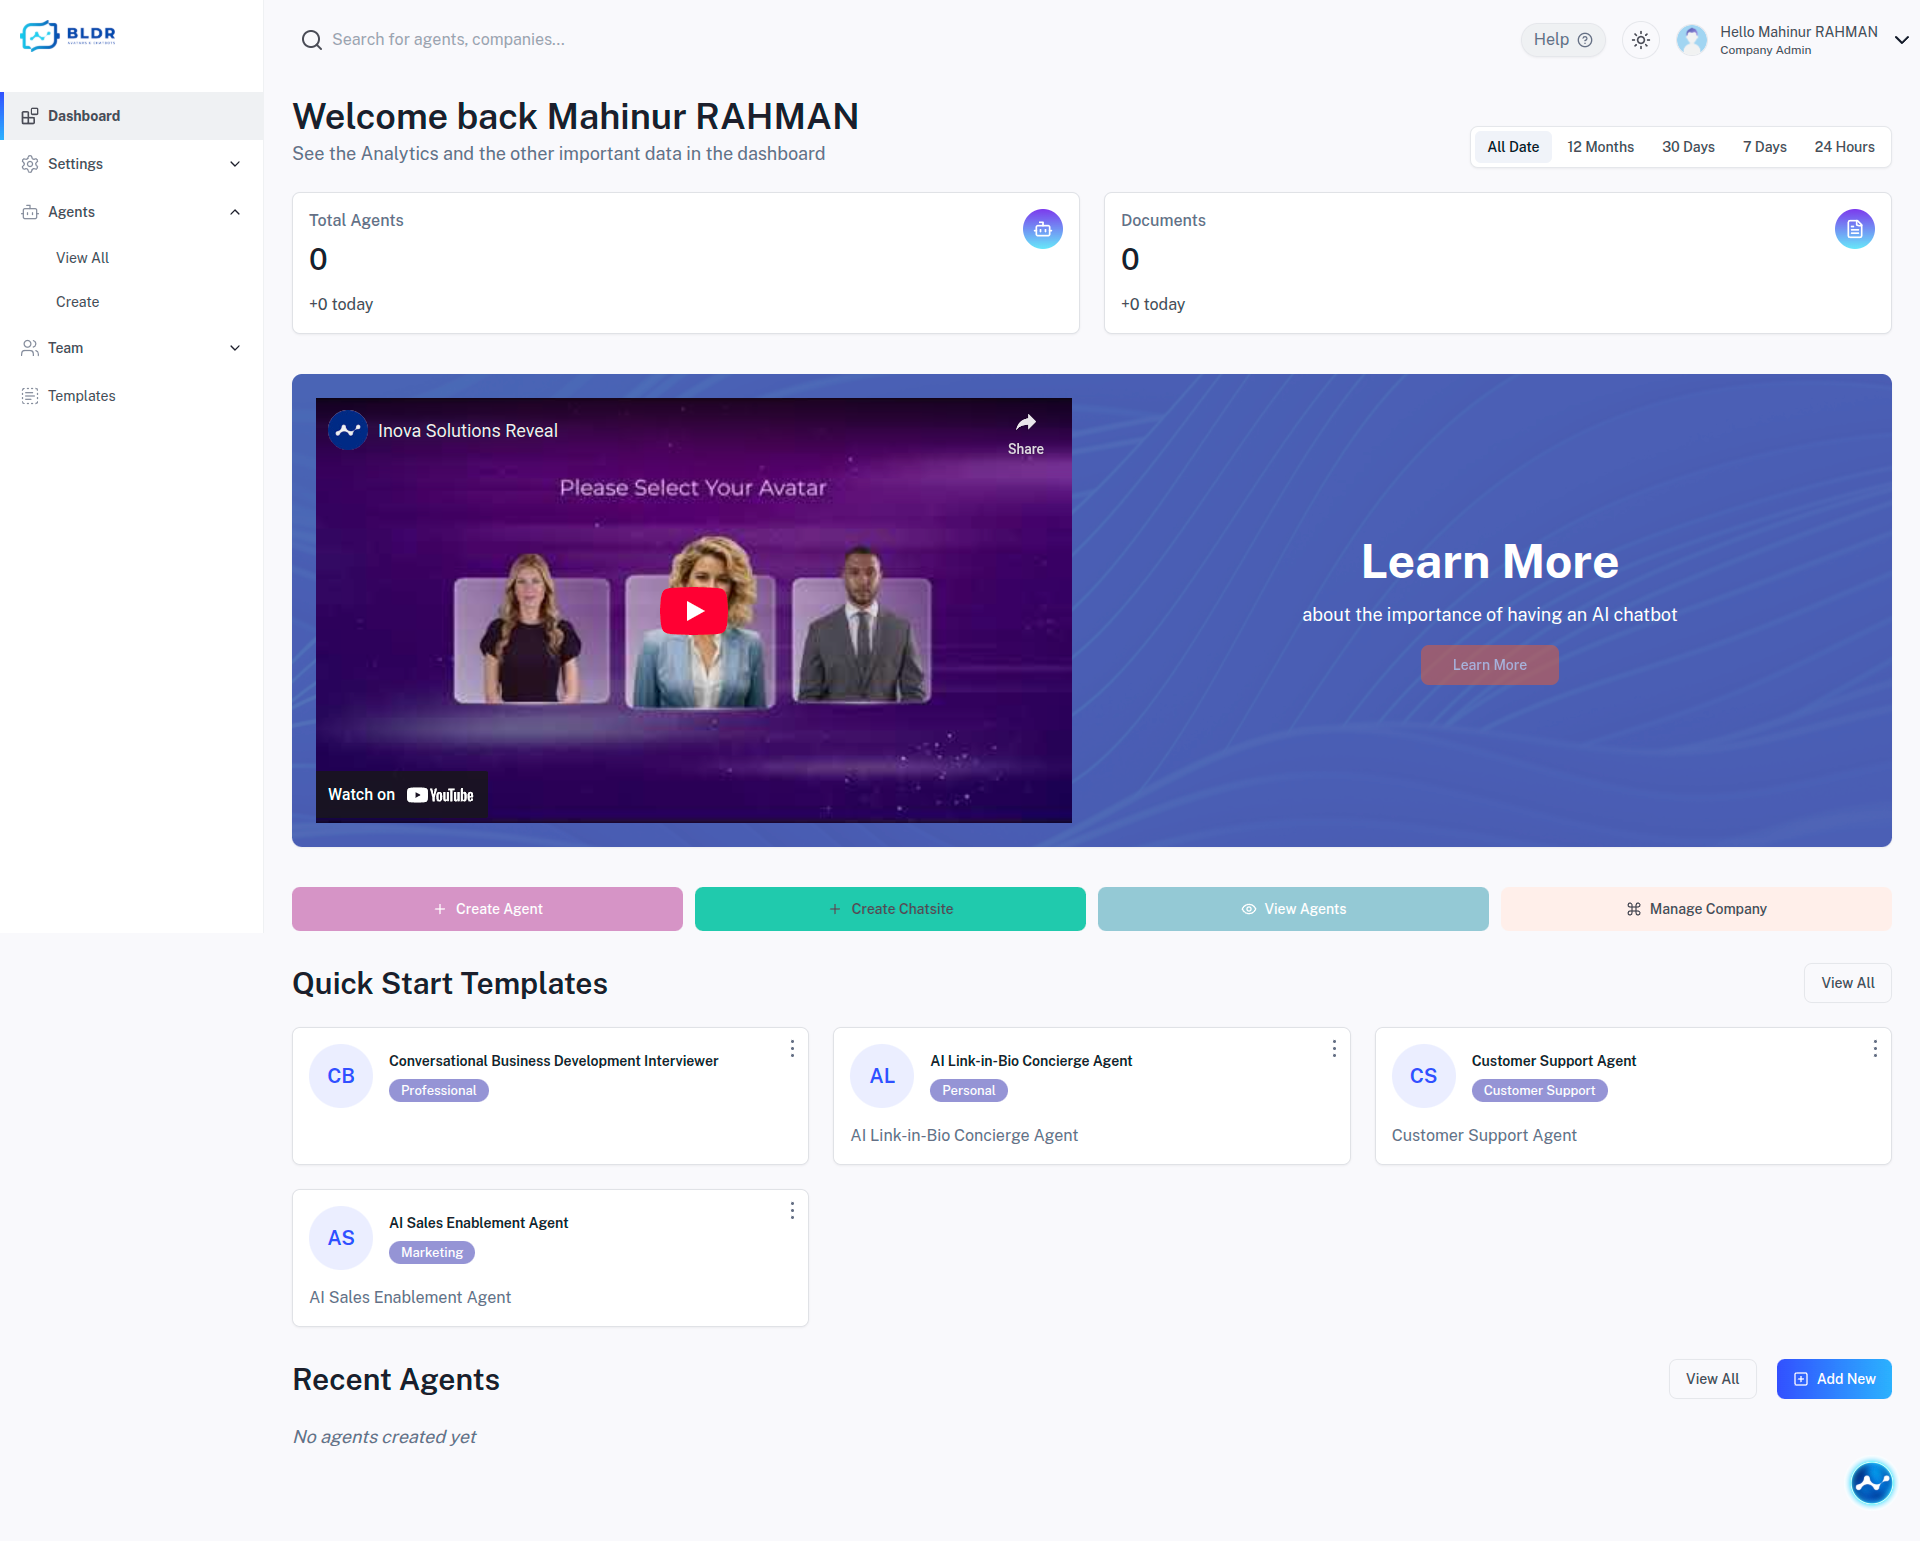 BLDR
Search for agents, companies...
Help
Hello Mahinur RAHMAN
Company Admin
Dashboard
Settings
Agents
View All
Create
Team
Templates
Welcome back Mahinur RAHMAN
See the Analytics and the other important data in the dashboard
All Date
12 Months
30 Days
7 Days
24 Hours
Total Agents
0
+0 today
Documents
0
+0 today
Inova Solutions Reveal
Share
Please Select Your Avatar
Watch on YouTube
Learn More
about the importance of having an AI chatbot
Learn More
Create Agent
Create Chatsite
View Agents
Manage Company
Quick Start Templates
View All
CB
Conversational Business Development Interviewer
Professional
AL
AI Link-in-Bio Concierge Agent
Personal
AI Link-in-Bio Concierge Agent
CS
Customer Support Agent
Customer Support
Customer Support Agent
AS
AI Sales Enablement Agent
Marketing
AI Sales Enablement Agent
Recent Agents
View All
Add New
No agents created yet